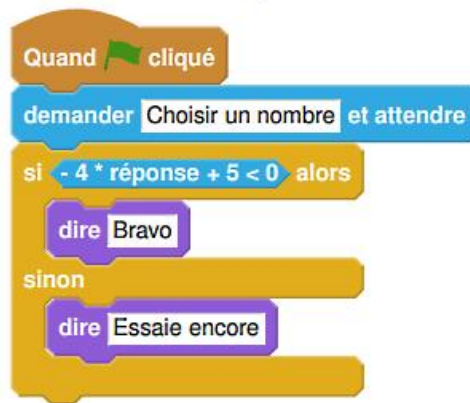 Quand cliqué
demander Choisir un nombre et attendre
si - 4 * réponse + 5 < 0 alors
dire Bravo
sinon
dire Essaie encore